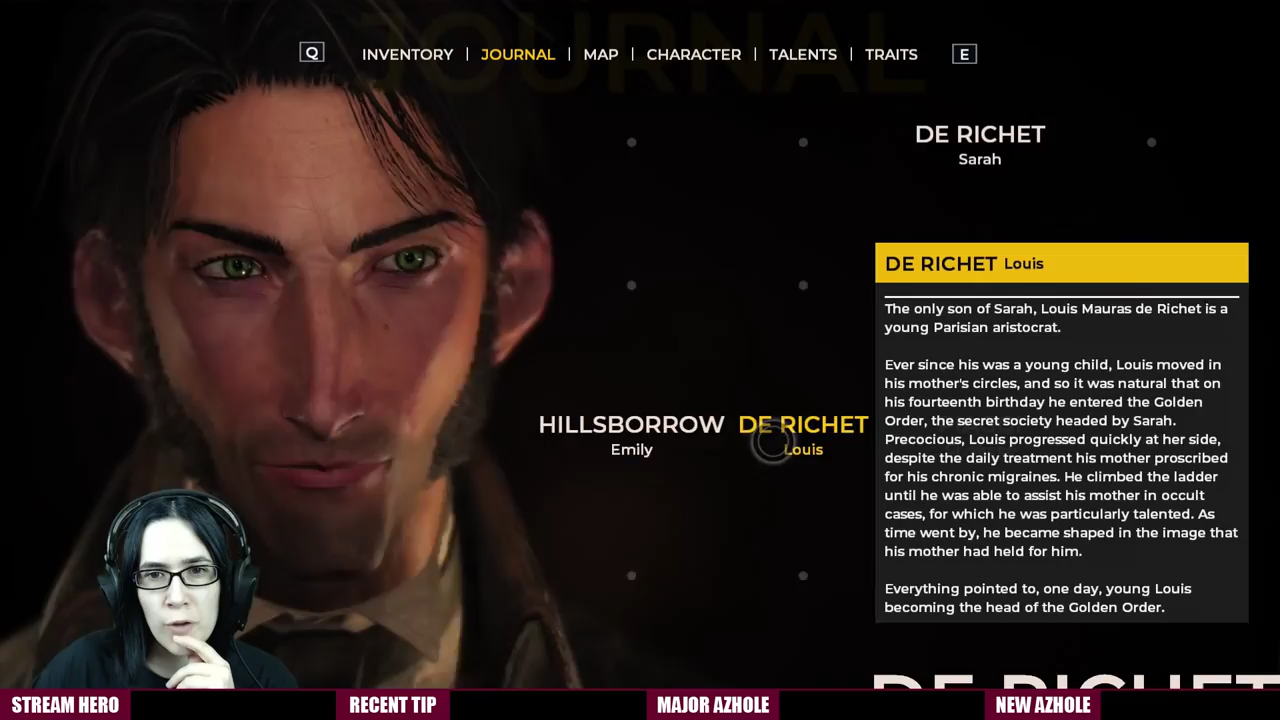 JOURNAL
Q INVENTORY | JOURNAL | MAP | CHARACTER | TALENTS | TRAITS E
DE RICHET
Sarah
DE RICHET Louis
The only son of Sarah, Louis Mauras de Richet is a
young Parisian aristocrat.
Ever since his was a young child, Louis moved in
his mother's circles, and so it was natural that on
his fourteenth birthday he entered the Golden
Order, the secret society headed by Sarah.
Precocious, Louis progressed quickly at her side,
despite the daily treatment his mother proscribed
for his chronic migraines. He climbed the ladder
until he was able to assist his mother in occult
cases, for which he was particularly talented. As
time went by, he became shaped in the image that
his mother had held for him.
Everything pointed to, one day, young Louis
becoming the head of the Golden Order.
HILLSBORROW
Emily
DE RICHET
Louis
DE RICHET
STREAM HERO
RECENT TIP
MAJOR AZHOLE
NEW AZHOLE